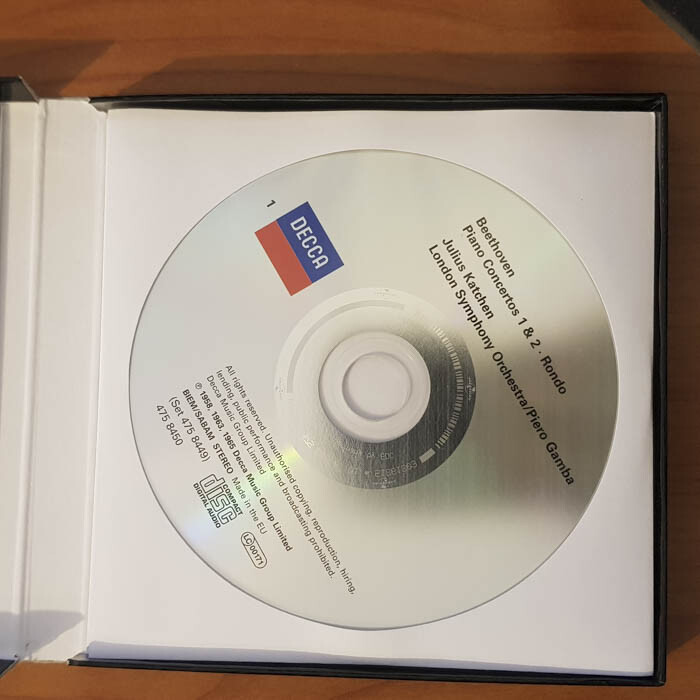 1
DECCA
Beethoven
Piano Concertos 1 & 2 · Rondo
Julius Katchen
London Symphony Orchestra/Piero Gamba
All rights reserved. Unauthorised copying, reproduction, hiring,
lending, public performance and broadcasting prohibited.
Decca Music Group Limited
℗ 1958, 1963, 1965 Decca Music Group Limited
BIEM/SABAM STEREO Made in the EU
(Set 475 8449)
475 8450
COMPACT
disc
DIGITAL AUDIO
LC00171